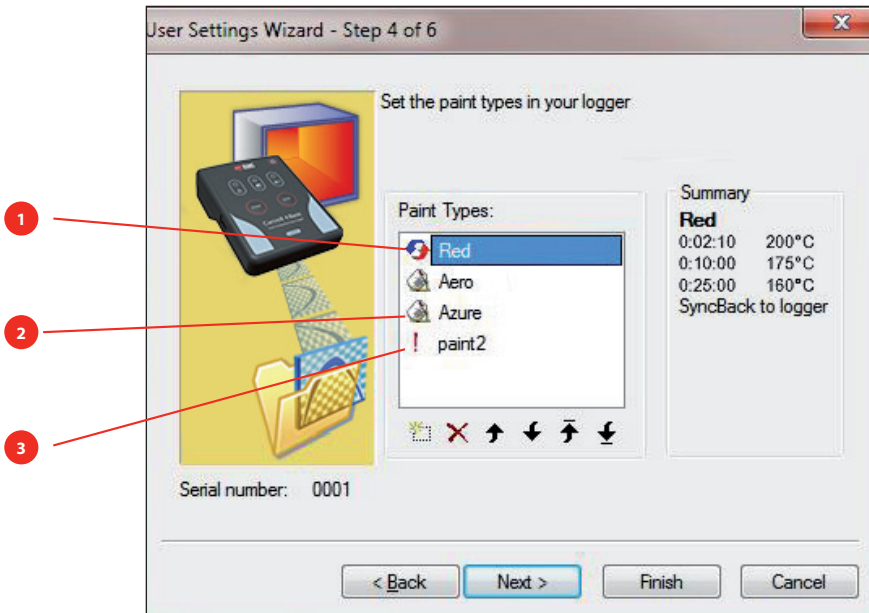 User Settings Wizard - Step 4 of 6
Set the paint types in your logger
1
Paint Types:
Red
Aero
2
Azure
paint2
3
Summary
Red
0:02:10 200°C
0:10:00 175°C
0:25:00 160°C
SyncBack to logger
Serial number: 0001
< Back
Next >
Finish
Cancel